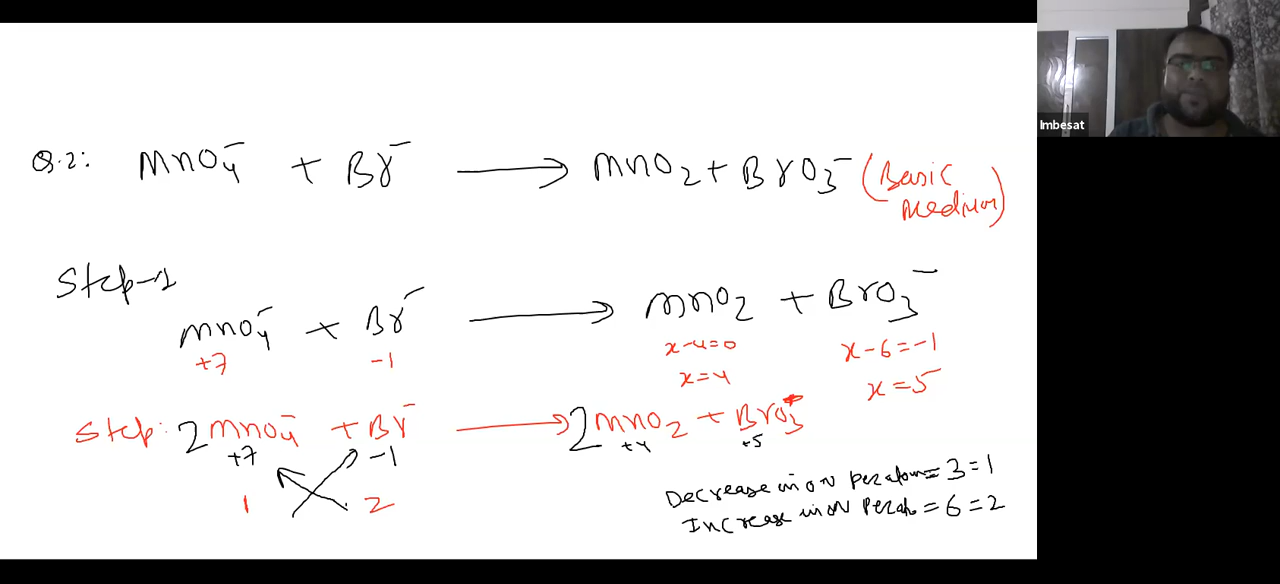 Q.2: MnO4⁻ + Br⁻ ⟶ MnO2 + BrO3⁻ (Basic Medium)
Imbesat
Step-1
MnO4⁻ + Br⁻ ⟶ MnO2 + BrO3⁻
+7 -1 x-4=0 x-6=-1
x=4 x=5
Step: 2MnO4⁻ + Br⁻ ⟶ 2MnO2 + BrO3⁻
+7 -1 +4 +5
1 2
Decrease in ON per atom = 3 = 1
Increase in ON per = 6 = 2